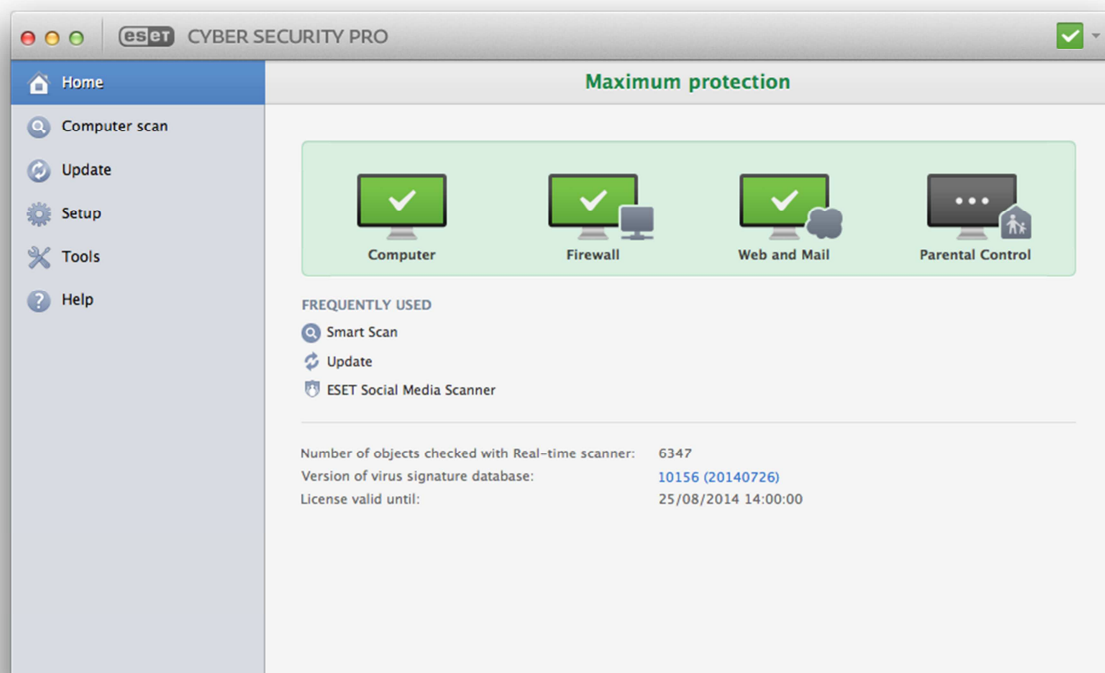 eset CYBER SECURITY PRO
Home
Computer scan
Update
Setup
Tools
Help
Maximum protection
Computer
Firewall
Web and Mail
Parental Control
FREQUENTLY USED
Smart Scan
Update
ESET Social Media Scanner
Number of objects checked with Real-time scanner: 6347
Version of virus signature database: 10156 (20140726)
License valid until: 25/08/2014 14:00:00